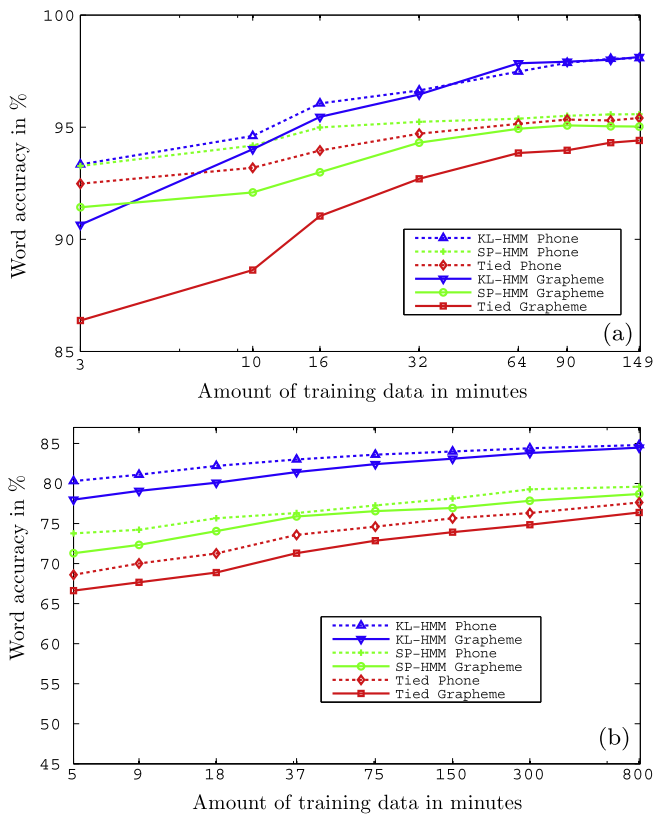 100
95
90
85
Word accuracy in %
KL-HMM Phone
SP-HMM Phone
Tied Phone
KL-HMM Grapheme
SP-HMM Grapheme
Tied Grapheme
(a)
3 10 16 32 64 90 149
Amount of training data in minutes
85
80
75
70
65
60
55
50
45
Word accuracy in %
KL-HMM Phone
KL-HMM Grapheme
SP-HMM Phone
SP-HMM Grapheme
Tied Phone
Tied Grapheme
(b)
5 9 18 37 75 150 300 800
Amount of training data in minutes